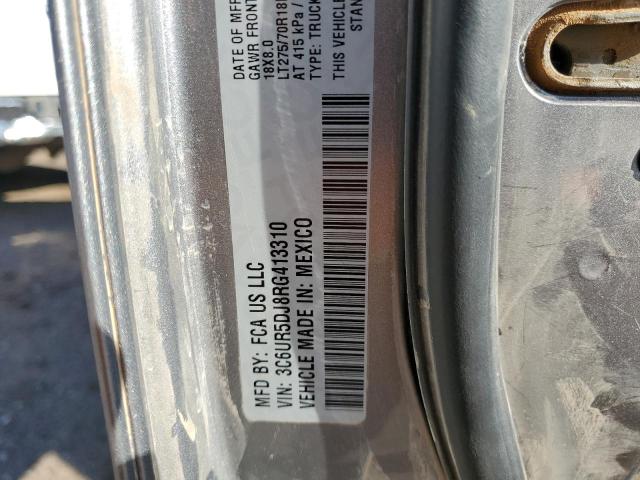 DATE OF MFR
GAWR FRONT
18X8.0
LT275/70R18
AT 415 kPa /
TYPE: TRUCK
THIS VEHICLE
STAN
MFD BY: FCA US LLC
VIN: 3C6UR5DJ8RG413310
VEHICLE MADE IN: MEXICO